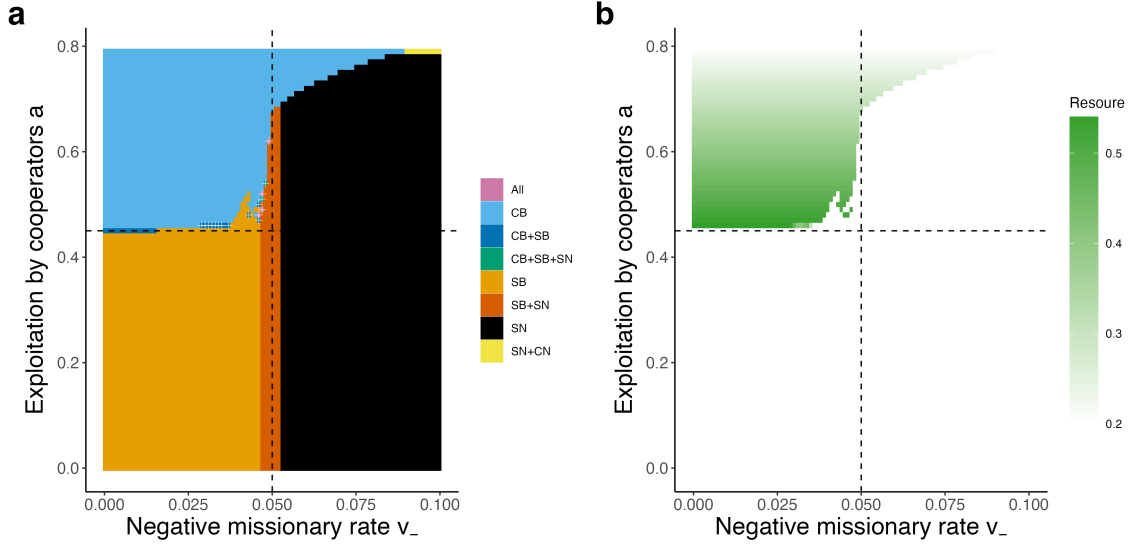 a
Exploitation by cooperators a
0.8
0.6
0.4
0.2
0.0
0.000
0.025
0.050
0.075
0.100
Negative missionary rate v_
All
CB
CB+SB
CB+SB+SN
SB
SB+SN
SN
SN+CN
b
Exploitation by cooperators a
0.8
0.6
0.4
0.2
0.0
0.000
0.025
0.050
0.075
0.100
Negative missionary rate v_
Resoure
0.5
0.4
0.3
0.2